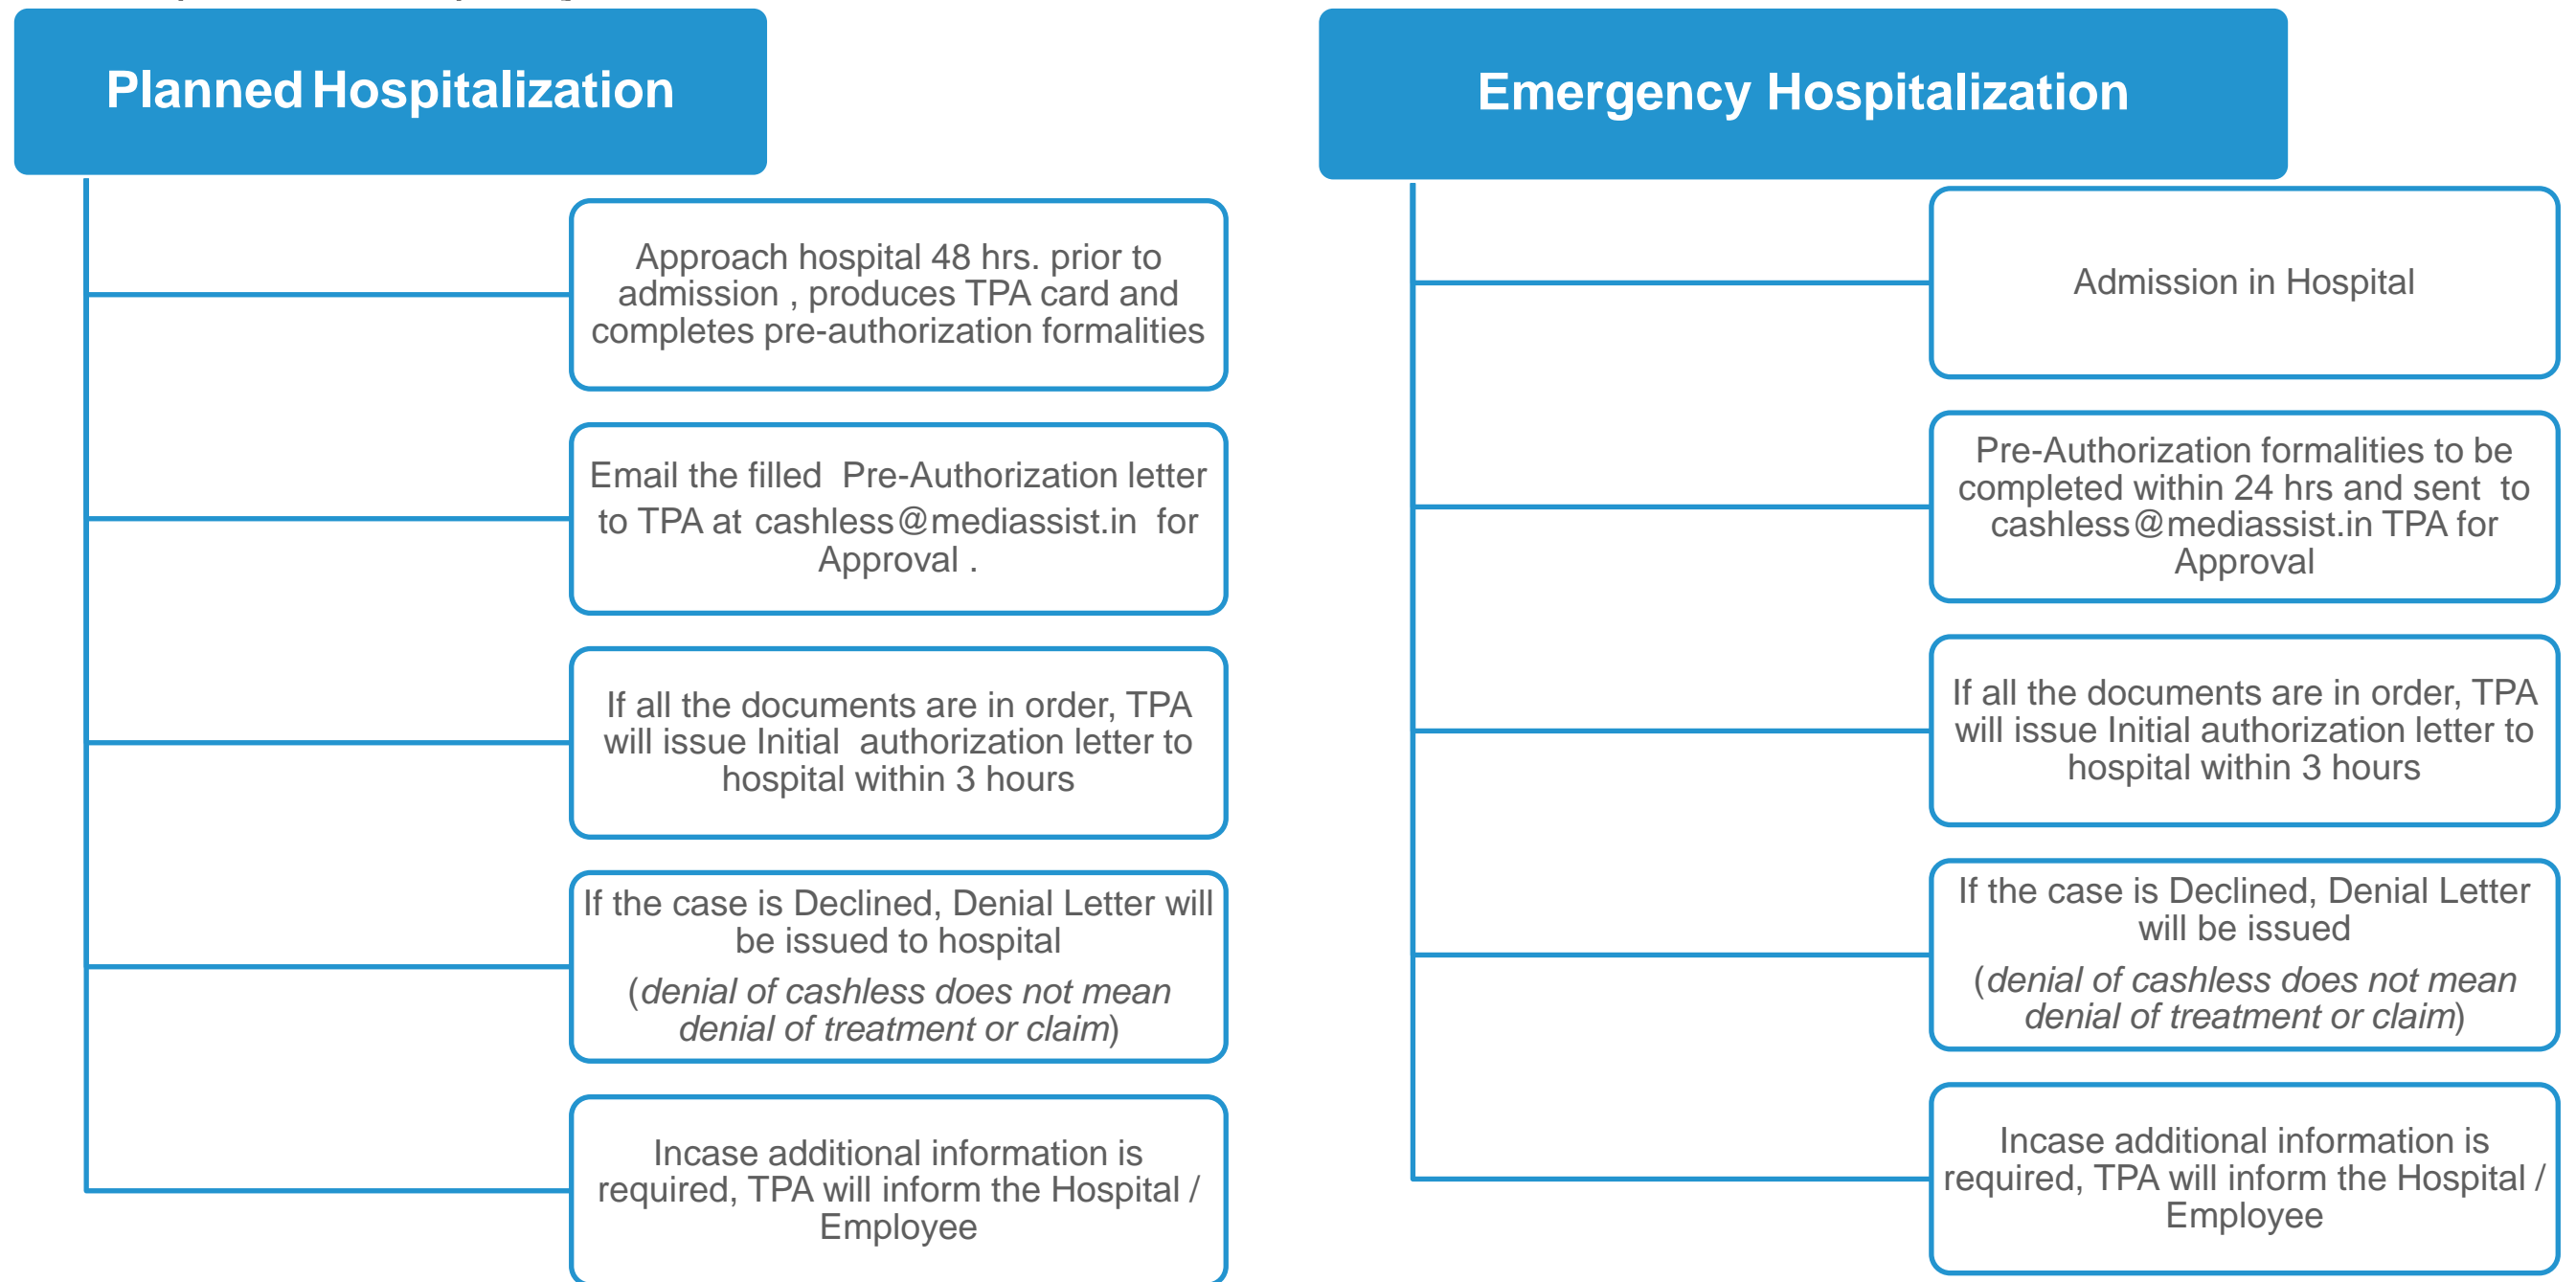 Planned Hospitalization
Approach hospital 48 hrs. prior to
admission , produces TPA card and
completes pre-authorization formalities
Email the filled Pre-Authorization letter
to TPA at cashless@mediassist.in for
Approval .
If all the documents are in order, TPA
will issue Initial authorization letter to
hospital within 3 hours
If the case is Declined, Denial Letter will
be issued to hospital
(denial of cashless does not mean
denial of treatment or claim)
Incase additional information is
required, TPA will inform the Hospital /
Employee
Emergency Hospitalization
Admission in Hospital
Pre-Authorization formalities to be
completed within 24 hrs and sent to
cashless@mediassist.in TPA for
Approval
If all the documents are in order, TPA
will issue Initial authorization letter to
hospital within 3 hours
If the case is Declined, Denial Letter
will be issued
(denial of cashless does not mean
denial of treatment or claim)
Incase additional information is
required, TPA will inform the Hospital /
Employee